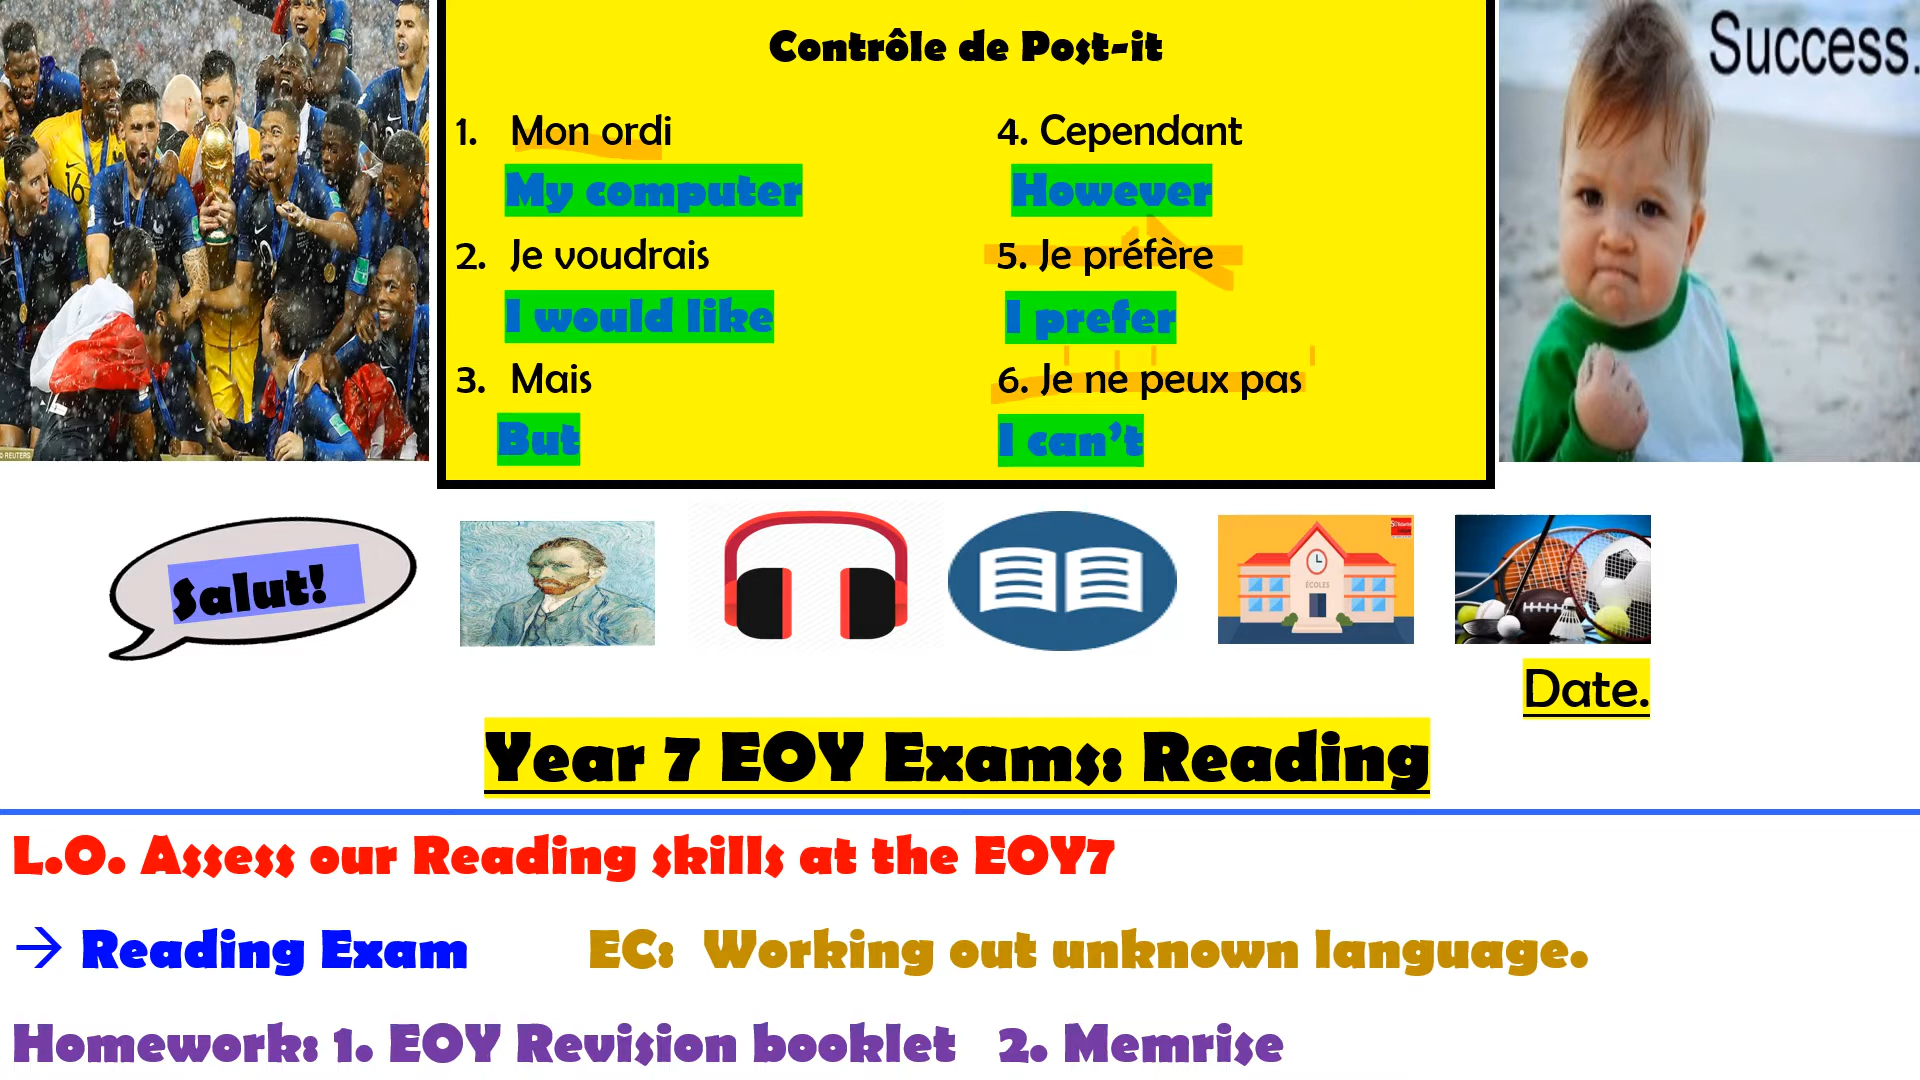 Contrôle de Post-it
1. Mon ordi
My computer
2. Je voudrais
I would like
3. Mais
But
4. Cependant
However
5. Je préfère
I prefer
6. Je ne peux pas
I can't
Success.
16
© REUTERS
Salut!
ÉCOLES
Date.
Year 7 EOY Exams: Reading
L.O. Assess our Reading skills at the EOY7
→ Reading Exam EC: Working out unknown language.
Homework: 1. EOY Revision booklet 2. Memrise